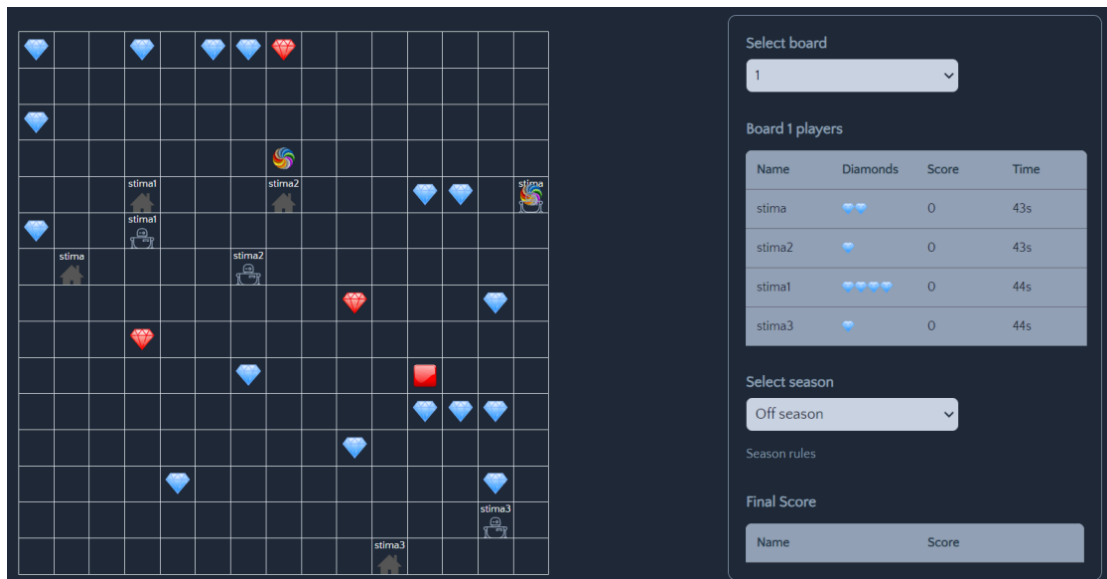 stima1
stima2
stima
stima1
stima
stima2
stima3
stima3
Select board
1
Board 1 players
Name Diamonds Score Time
stima 0 43s
stima2 0 43s
stima1 0 44s
stima3 0 44s
Select season
Off season
Season rules
Final Score
Name Score